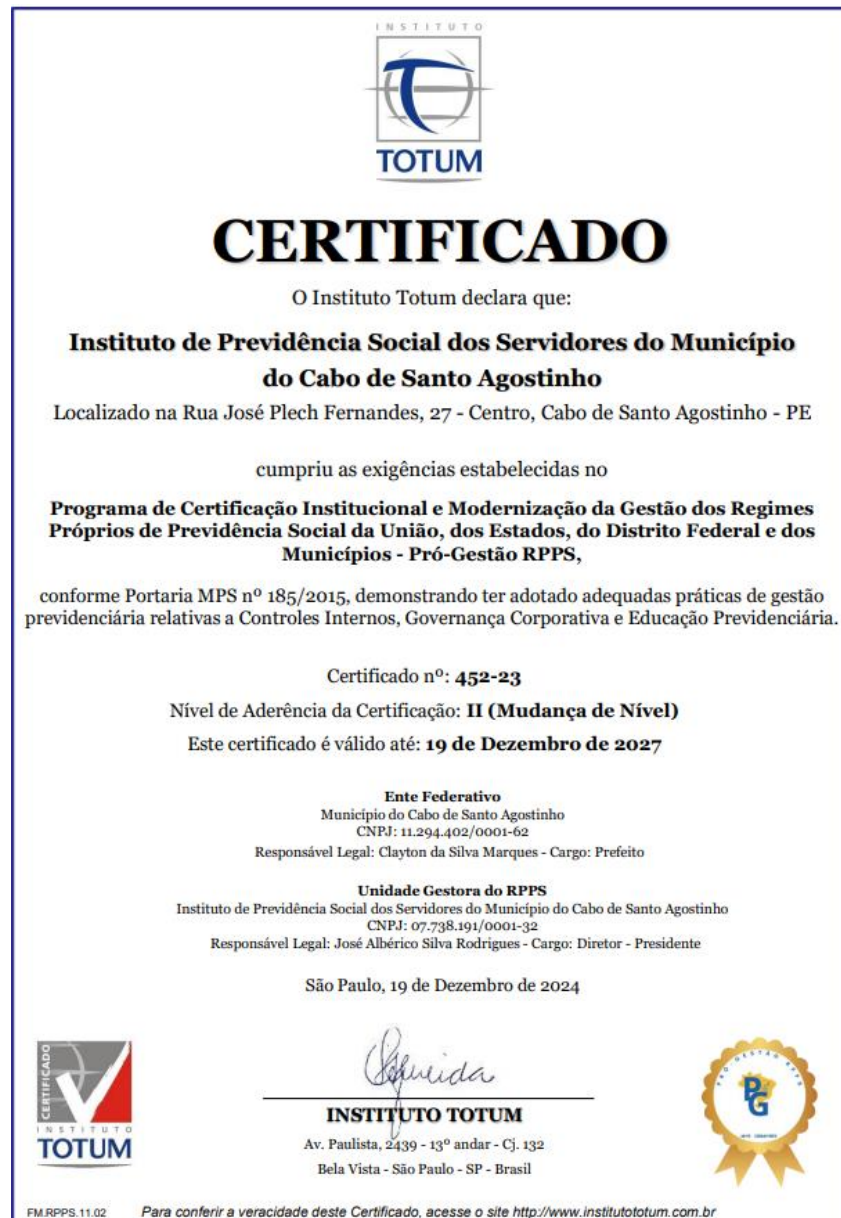 INSTITUTO
TOTUM
CERTIFICADO
O Instituto Totum declara que:
Instituto de Previdência Social dos Servidores do Município
do Cabo de Santo Agostinho
Localizado na Rua José Plech Fernandes, 27 - Centro, Cabo de Santo Agostinho - PE
cumpriu as exigências estabelecidas no
Programa de Certificação Institucional e Modernização da Gestão dos Regimes
Próprios de Previdência Social da União, dos Estados, do Distrito Federal e dos
Municípios - Pró-Gestão RPPS,
conforme Portaria MPS nº 185/2015, demonstrando ter adotado adequadas práticas de gestão
previdenciária relativas a Controles Internos, Governança Corporativa e Educação Previdenciária.
Certificado nº: 452-23
Nível de Aderência da Certificação: II (Mudança de Nível)
Este certificado é válido até: 19 de Dezembro de 2027
Ente Federativo
Município do Cabo de Santo Agostinho
CNPJ: 11.294.402/0001-62
Responsável Legal: Clayton da Silva Marques - Cargo: Prefeito
Unidade Gestora do RPPS
Instituto de Previdência Social dos Servidores do Município do Cabo de Santo Agostinho
CNPJ: 07.738.191/0001-32
Responsável Legal: José Albérico Silva Rodrigues - Cargo: Diretor - Presidente
São Paulo, 19 de Dezembro de 2024
CERTIFICADO
INSTITUTO
TOTUM
INSTITUTO TOTUM
Av. Paulista, 2439 - 13º andar - Cj. 132
Bela Vista - São Paulo - SP - Brasil
PRÓ GESTÃO RPPS
PG
FM.RPPS.11.02 Para conferir a veracidade deste Certificado, acesse o site http://www.institutototum.com.br